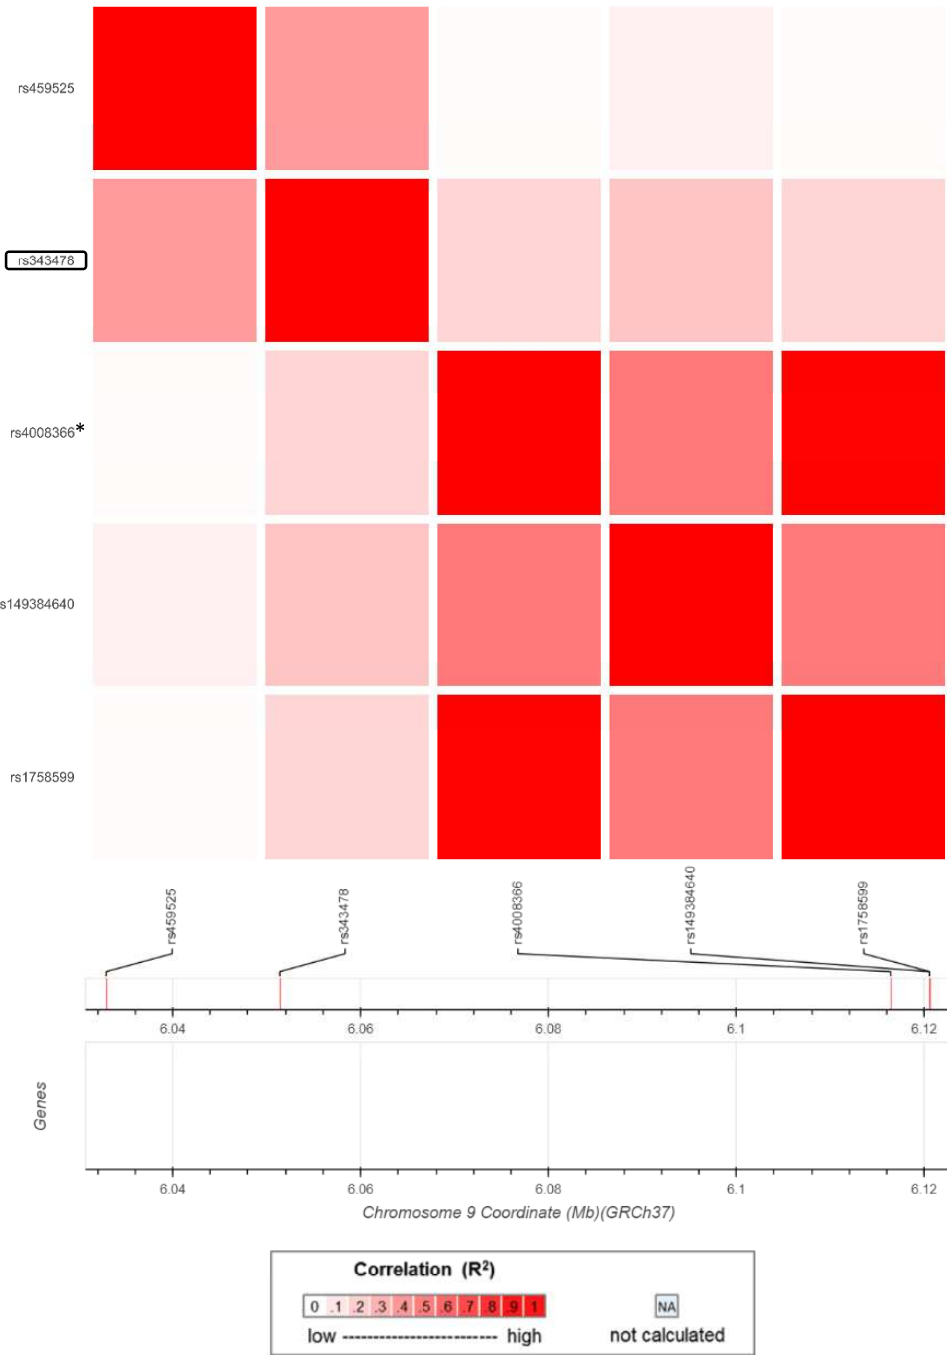 rs459525
rs343478
rs4008366*
s149384640
rs1758599
rs459525
rs343478
rs4008366
rs149384640
rs1758599
6.04 6.06 6.08 6.1 6.12
Genes
6.04 6.06 6.08 6.1 6.12
Chromosome 9 Coordinate (Mb)(GRCh37)
Correlation (R²)
0 .1 .2 .3 .4 .5 .6 .7 .8 .9 1
NA
low -------------------------- high
not calculated